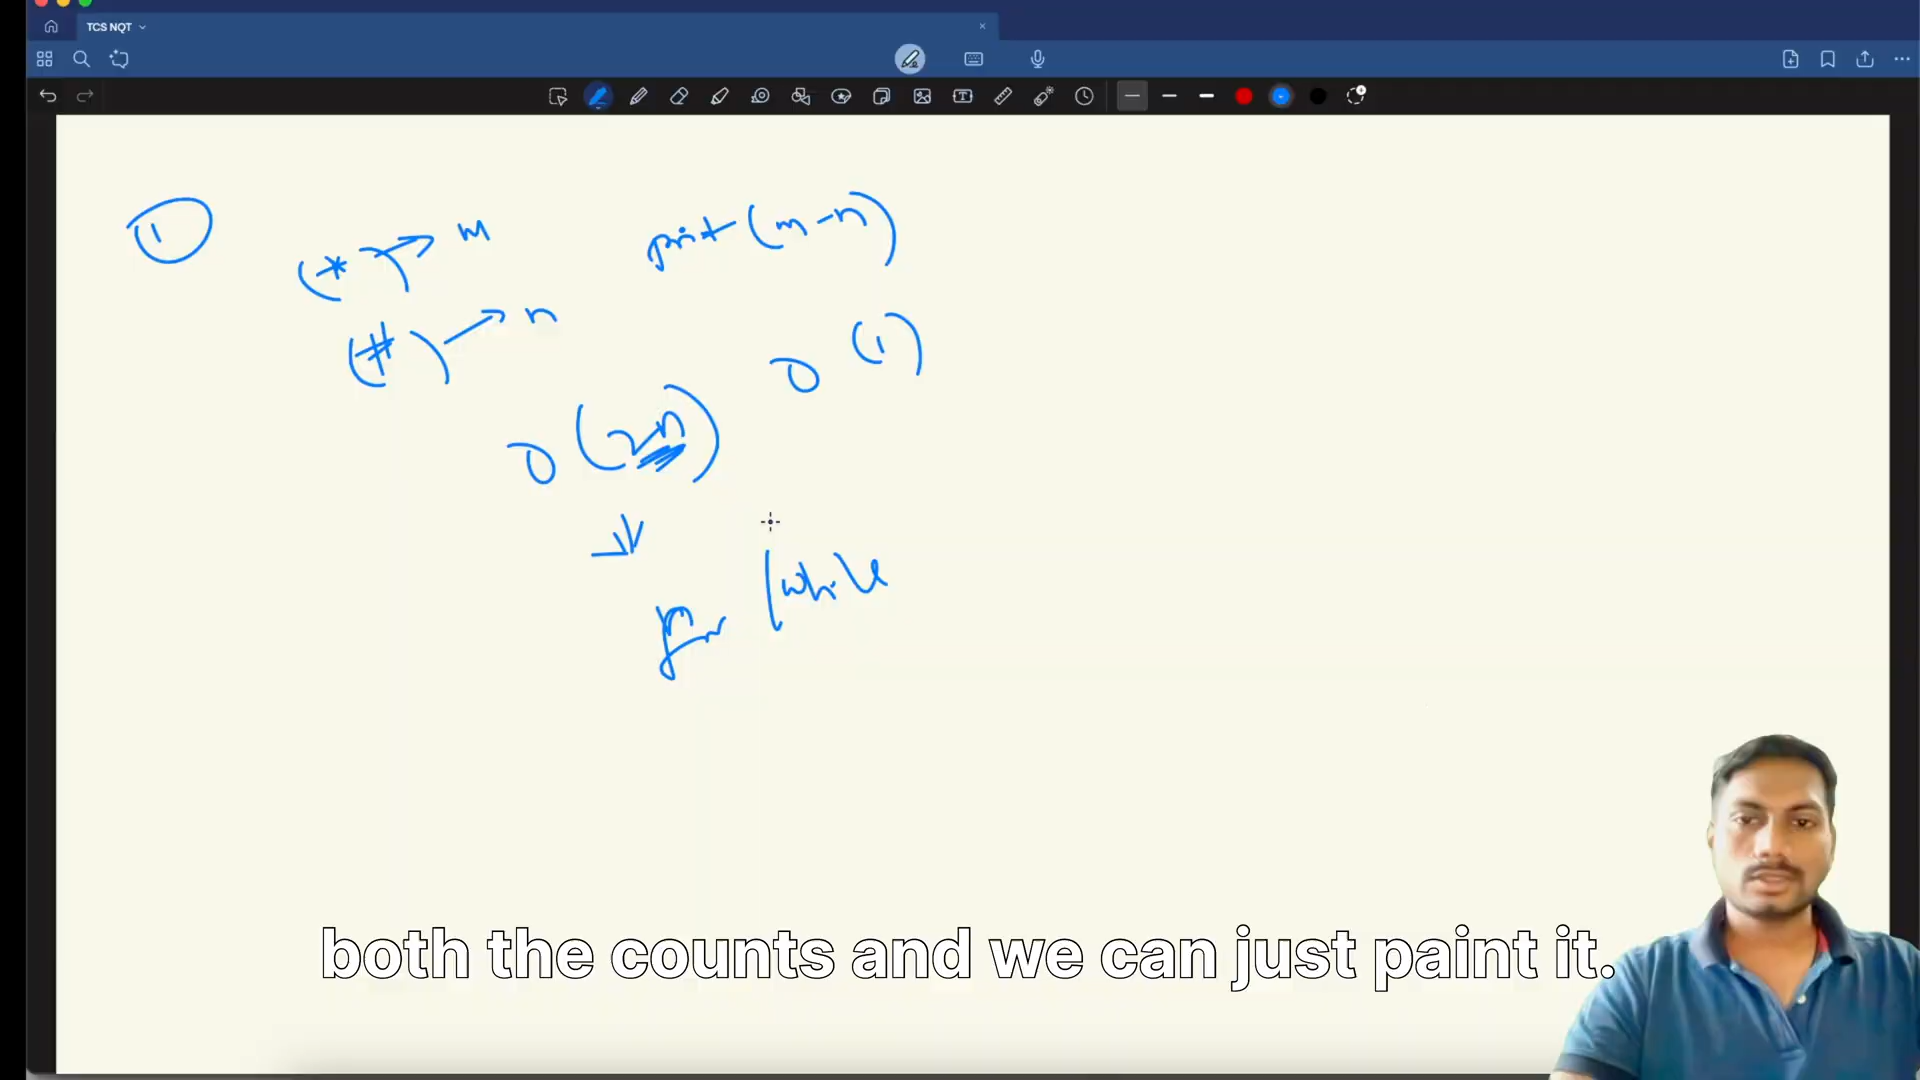 TCS NQT
1
(*) → m
print (m-n)
(#) → n
O (1)
O (2n)
for / while
both the counts and we can just paint it.